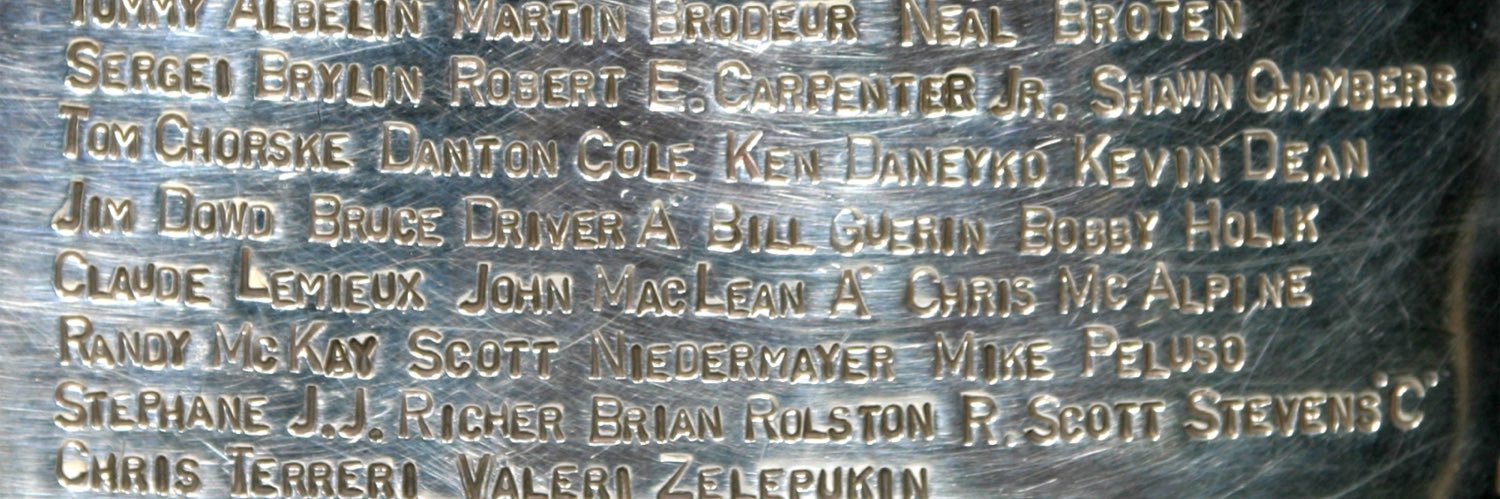 TOMMY ALBELIN MARTIN BRODEUR NEAL BROTEN
SERGEI BRYLIN ROBERT E. CARPENTER JR. SHAWN CHAMBERS
TOM CHORSKE DANTON COLE KEN DANEYKO KEVIN DEAN
JIM DOWD BRUCE DRIVER A BILL GUERIN BOBBY HOLIK
CLAUDE LEMIEUX JOHN MACLEAN A CHRIS MCALPINE
RANDY MCKAY SCOTT NIEDERMAYER MIKE PELUSO
STEPHANE J.J. RICHER BRIAN ROLSTON R. SCOTT STEVENS "C"
CHRIS TERRERI VALERI ZELEPUKIN